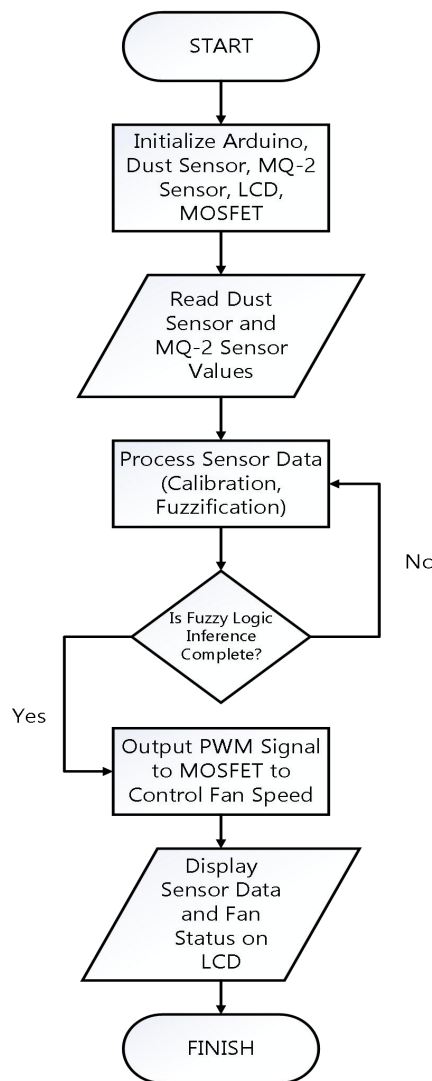 START
Initialize Arduino,
Dust Sensor, MQ-2
Sensor, LCD,
MOSFET
Read Dust
Sensor and
MQ-2 Sensor
Values
Process Sensor Data
(Calibration,
Fuzzification)
No
Is Fuzzy Logic
Inference
Complete?
Yes
Output PWM Signal
to MOSFET to
Control Fan Speed
Display
Sensor Data
and Fan
Status on
LCD
FINISH